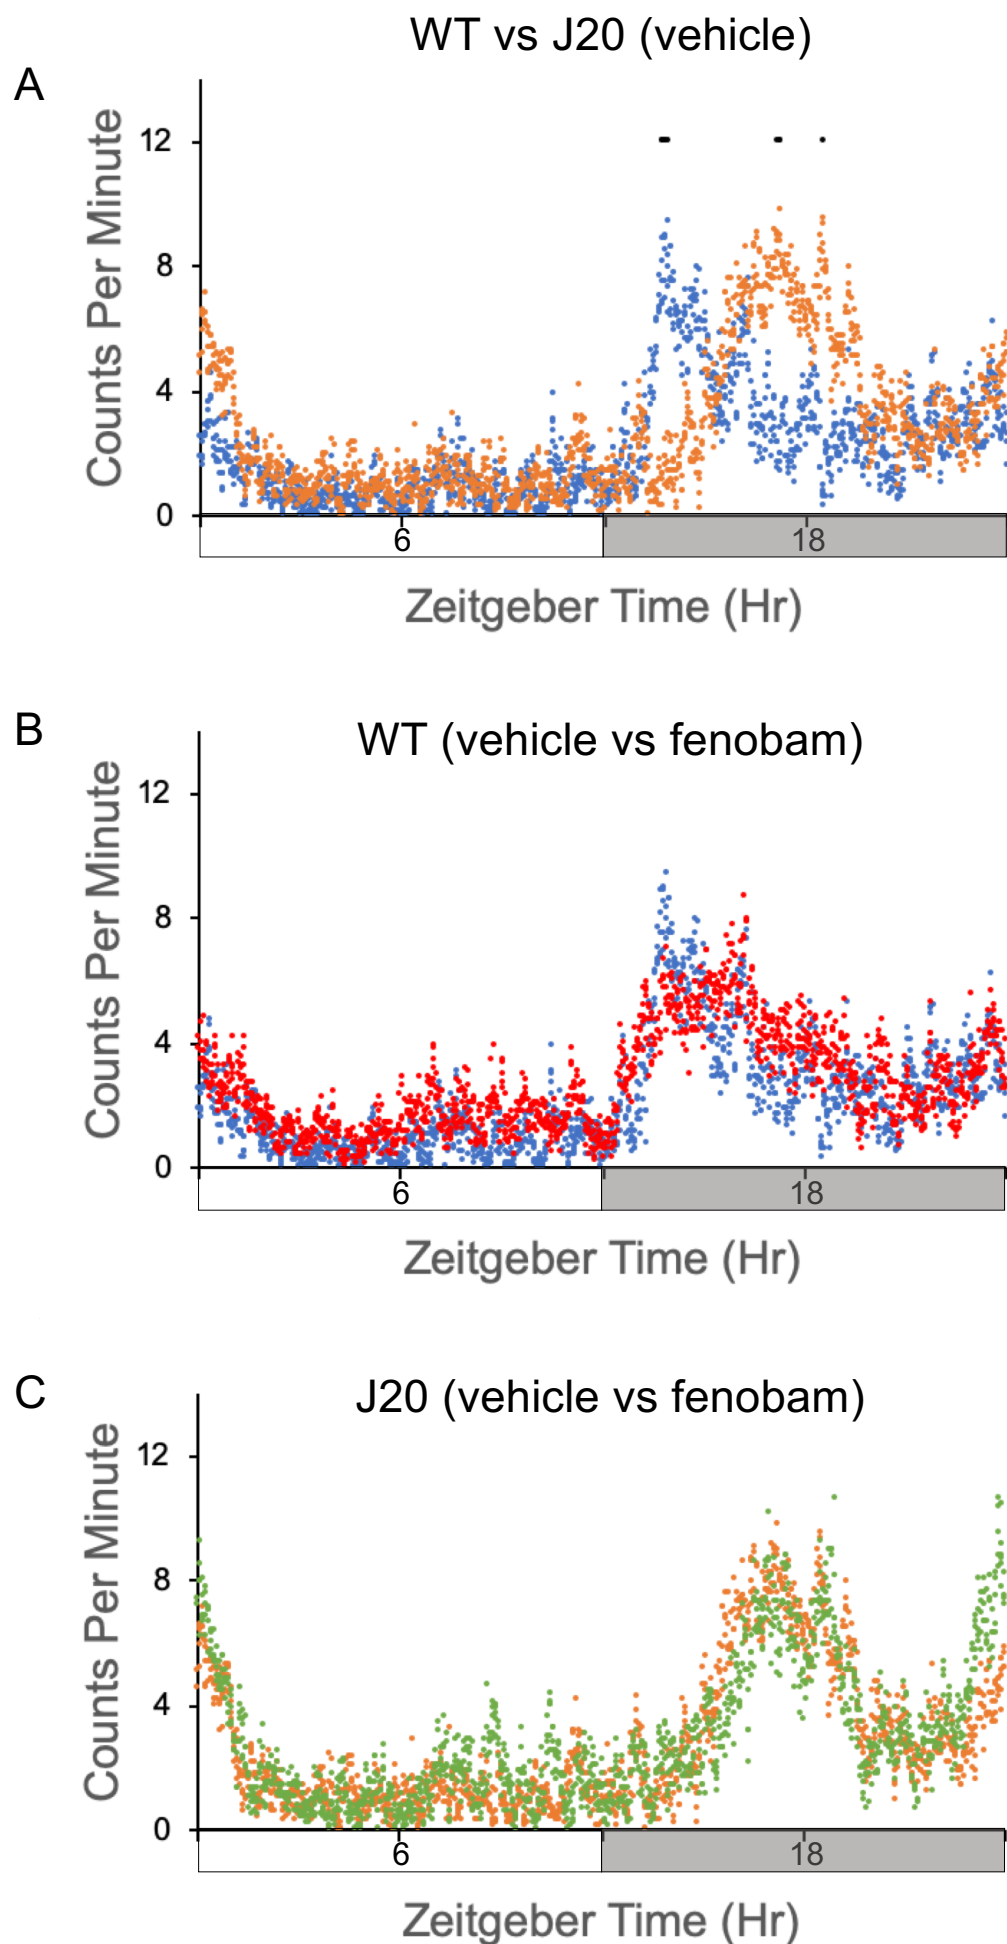 WT vs J20 (vehicle)
A
Counts Per Minute
12
8
4
0
6
18
Zeitgeber Time (Hr)
B
WT (vehicle vs fenobam)
Counts Per Minute
12
8
4
0
6
18
Zeitgeber Time (Hr)
C
J20 (vehicle vs fenobam)
Counts Per Minute
12
8
4
0
6
18
Zeitgeber Time (Hr)